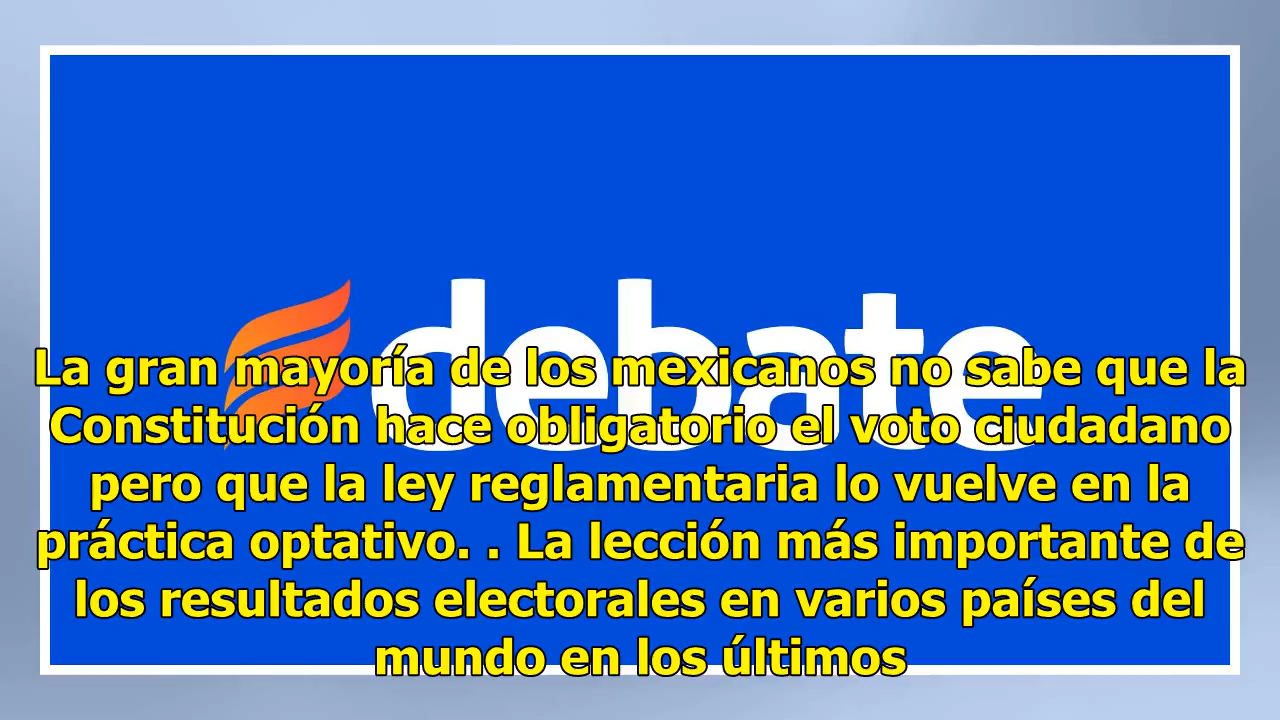 debate
La gran mayoría de los mexicanos no sabe que la
Constitución hace obligatorio el voto ciudadano
pero que la ley reglamentaria lo vuelve en la
práctica optativo. . La lección más importante de
los resultados electorales en varios países del
mundo en los últimos